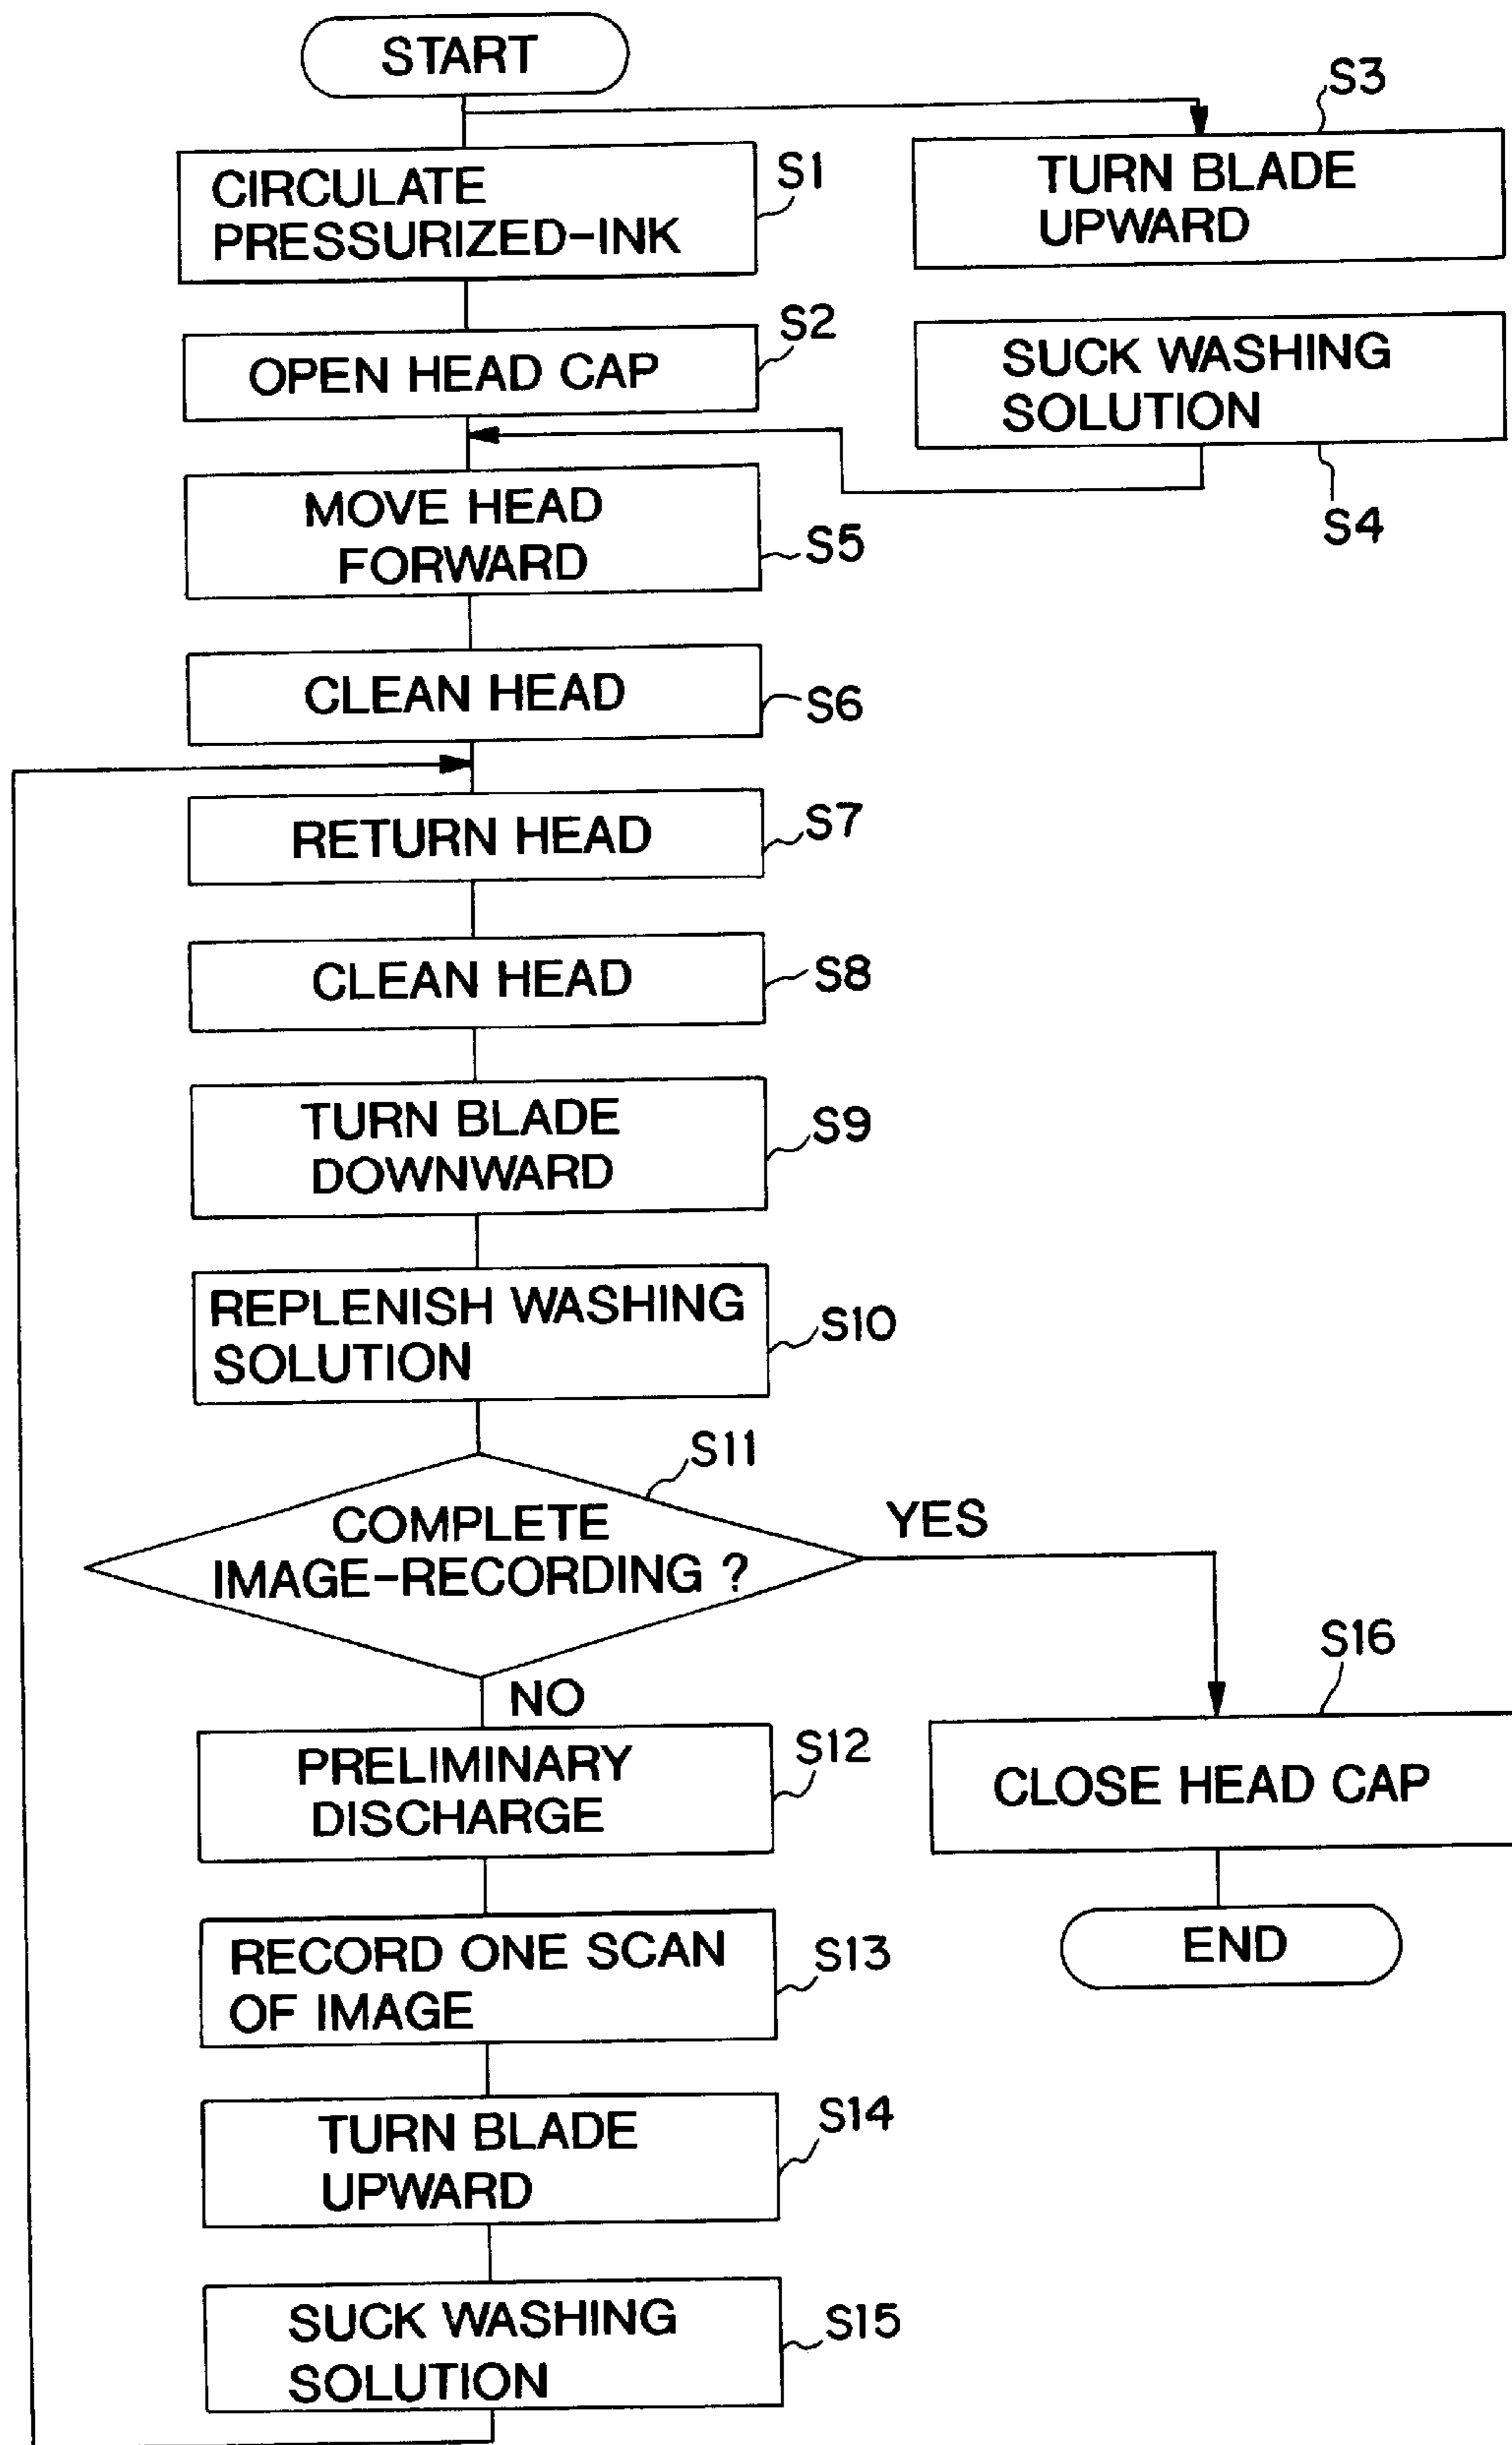 START
S3
TURN BLADE
UPWARD
CIRCULATE
PRESSURIZED-INK
S1
S2
OPEN HEAD CAP
SUCK WASHING
SOLUTION
S4
MOVE HEAD
FORWARD
S5
CLEAN HEAD
S6
RETURN HEAD
S7
CLEAN HEAD
S8
TURN BLADE
DOWNWARD
S9
REPLENISH WASHING
SOLUTION
S10
S11
COMPLETE
IMAGE-RECORDING ?
YES
NO
S16
CLOSE HEAD CAP
END
PRELIMINARY
DISCHARGE
S12
RECORD ONE SCAN
OF IMAGE
S13
TURN BLADE
UPWARD
S14
SUCK WASHING
SOLUTION
S15